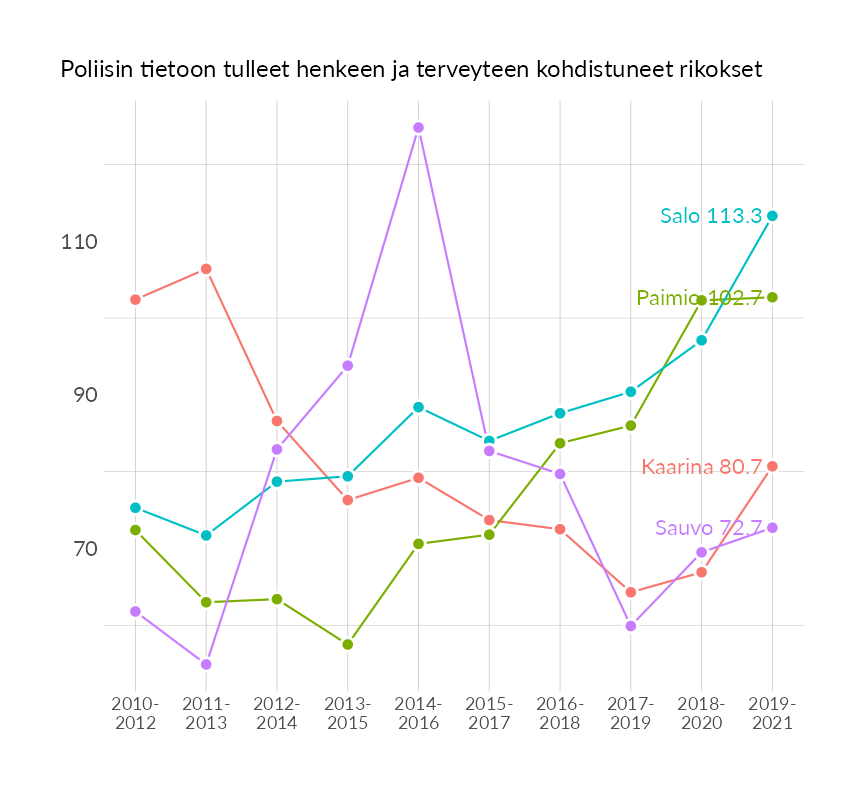 Poliisin tietoon tulleet henkeen ja terveyteen kohdistuneet rikokset
Salo 113.3
110
Paimio 102.7
90
Kaarina 80.7
Sauvo 72.7
70
2010- 2011- 2012- 2013- 2014- 2015- 2016- 2017- 2018- 2019-
2012 2013 2014 2015 2016 2017 2018 2019 2020 2021